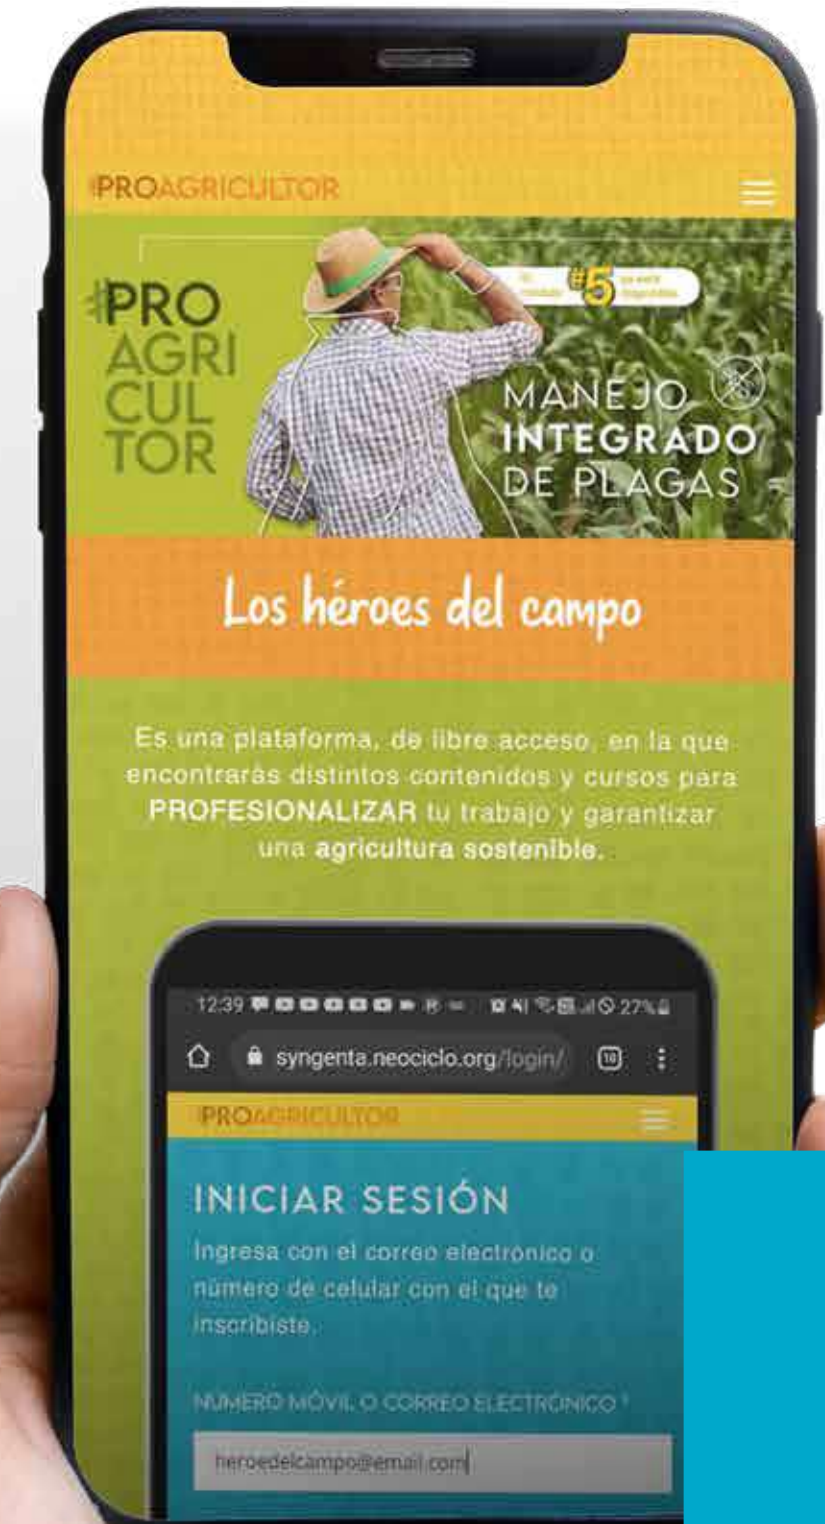 #PROAGRICULTOR
#PRO
AGRI
CUL
TOR
#5
MANEJO
INTEGRADO
DE PLAGAS
Los héroes del campo
Es una plataforma, de libre acceso, en la que
encontrarás distintos contenidos y cursos para
PROFESIONALIZAR tu trabajo y garantizar
una agricultura sostenible.
12:39
27%
syngenta.neociclo.org/login/
10
#PROAGRICULTOR
INICIAR SESIÓN
Ingresa con el correo electrónico o
número de celular con el que te
inscribiste.
NÚMERO MÓVIL O CORREO ELECTRÓNICO *
heroedelcampo@email.com